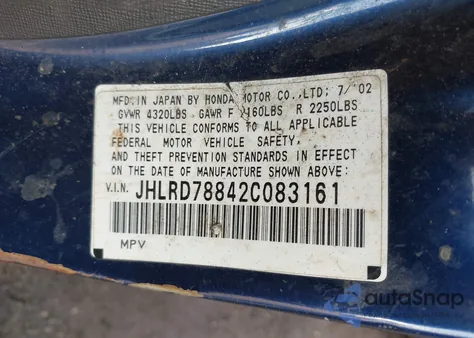 MFD. IN JAPAN BY HONDA MOTOR CO.,LTD; 7/'02
GVWR 4320LBS GAWR F 2160LBS R 2250LBS
THIS VEHICLE CONFORMS TO ALL APPLICABLE
FEDERAL MOTOR VEHICLE SAFETY,
AND THEFT PREVENTION STANDARDS IN EFFECT
ON THE DATE OF MANUFACTURE SHOWN ABOVE:
V.I.N. JHLRD78842C083161
MPV
autoSnap